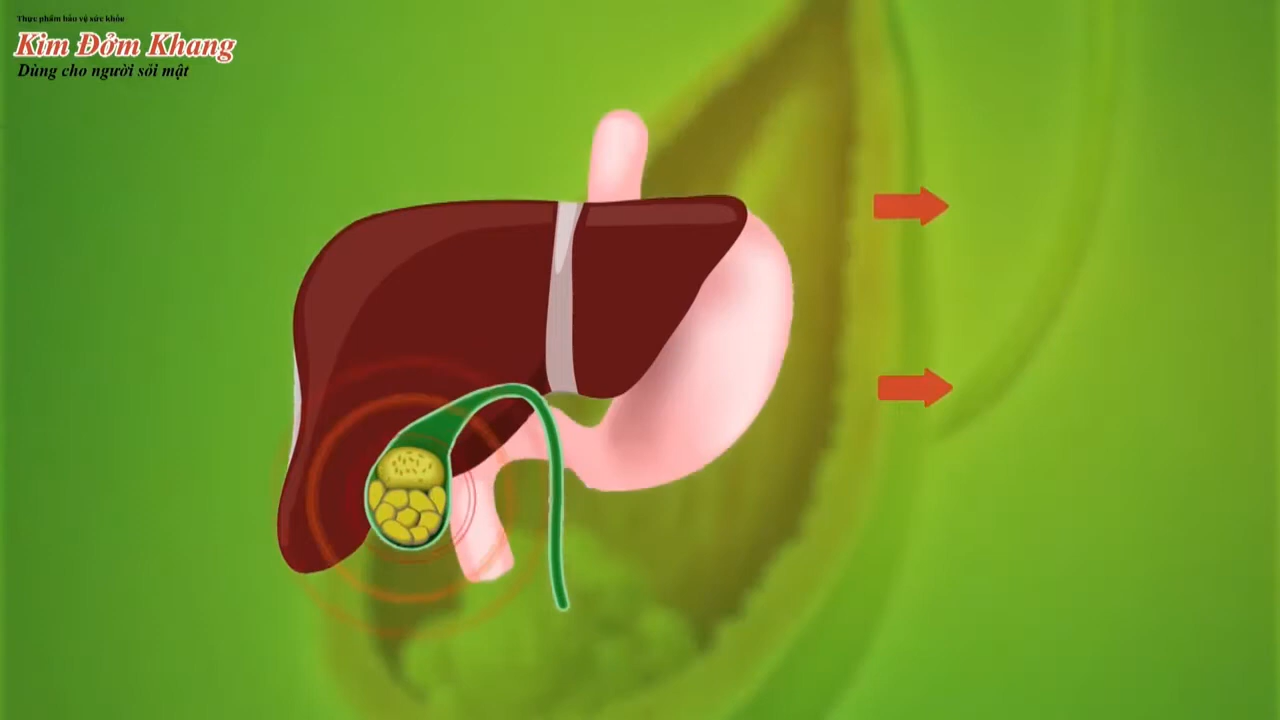 Thực phẩm bảo vệ sức khỏe
Kim Đởm Khang
Dùng cho người sỏi mật